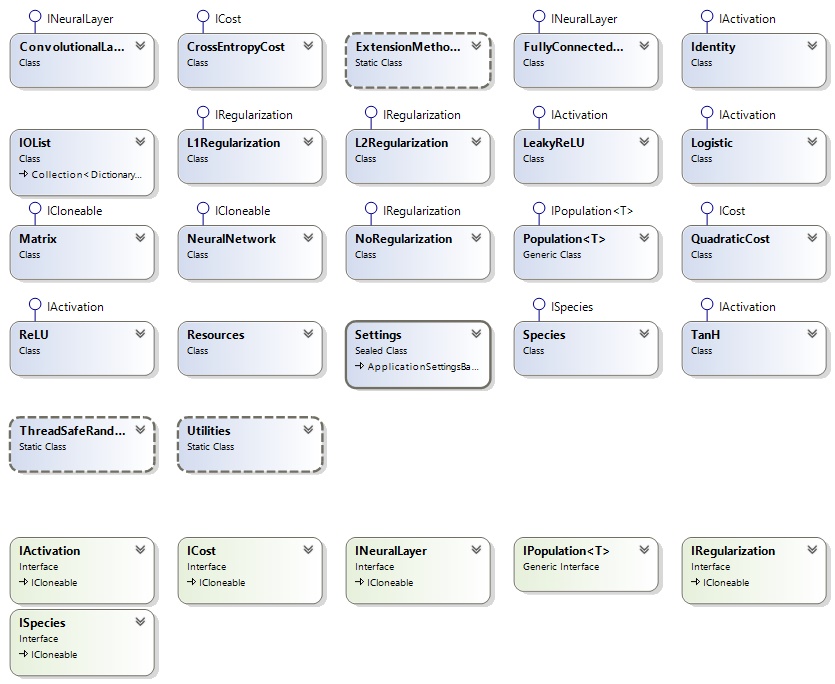 INeuralLayer
ICost
INeuralLayer
IActivation
ConvolutionalLa...
Class
CrossEntropyCost
Class
ExtensionMetho...
Static Class
FullyConnected...
Class
Identity
Class
IRegularization
IRegularization
IActivation
IActivation
IOList
Class
Collection<Dictionary...
L1Regularization
Class
L2Regularization
Class
LeakyReLU
Class
Logistic
Class
ICloneable
ICloneable
IRegularization
IPopulation<T>
ICost
Matrix
Class
NeuralNetwork
Class
NoRegularization
Class
Population<T>
Generic Class
QuadraticCost
Class
IActivation
ISpecies
IActivation
ReLU
Class
Resources
Class
Settings
Sealed Class
ApplicationSettingsBa...
Species
Class
TanH
Class
ThreadSafeRand...
Static Class
Utilities
Static Class
IActivation
Interface
ICloneable
ICost
Interface
ICloneable
INeuralLayer
Interface
ICloneable
IPopulation<T>
Generic Interface
IRegularization
Interface
ICloneable
ISpecies
Interface
ICloneable